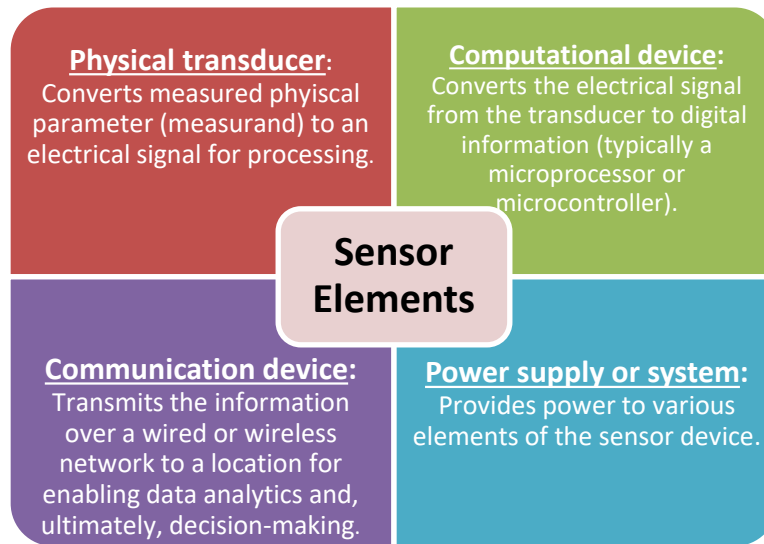 Physical transducer:
Converts measured phyiscal
parameter (measurand) to an
electrical signal for processing.
Computational device:
Converts the electrical signal
from the transducer to digital
information (typically a
microprocessor or
microcontroller).
Sensor
Elements
Communication device:
Transmits the information
over a wired or wireless
network to a location for
enabling data analytics and,
ultimately, decision-making.
Power supply or system:
Provides power to various
elements of the sensor device.